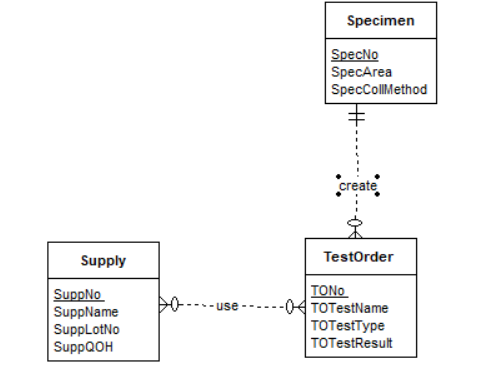 Specimen
SpecNo
SpecArea
SpecCollMethod
create
Supply
SuppNo
SuppName
SuppLotNo
SuppQOH
use
TestOrder
TONo
TOTestName
TOTestType
TOTestResult